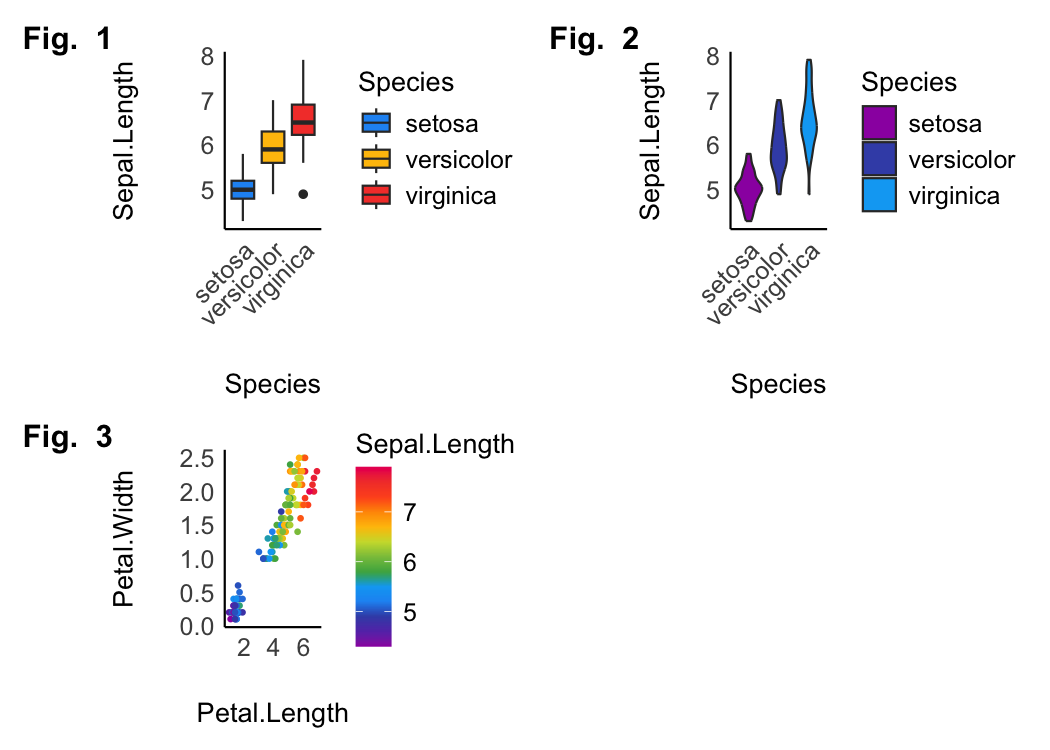 Fig. 1
Sepal.Length
8
7
6
5
setosa
versicolor
virginica
Species
Species
setosa
versicolor
virginica
Fig. 2
Sepal.Length
8
7
6
5
setosa
versicolor
virginica
Species
Species
setosa
versicolor
virginica
Fig. 3
Petal.Width
2.5
2.0
1.5
1.0
0.5
0.0
2 4 6
Petal.Length
Sepal.Length
7
6
5